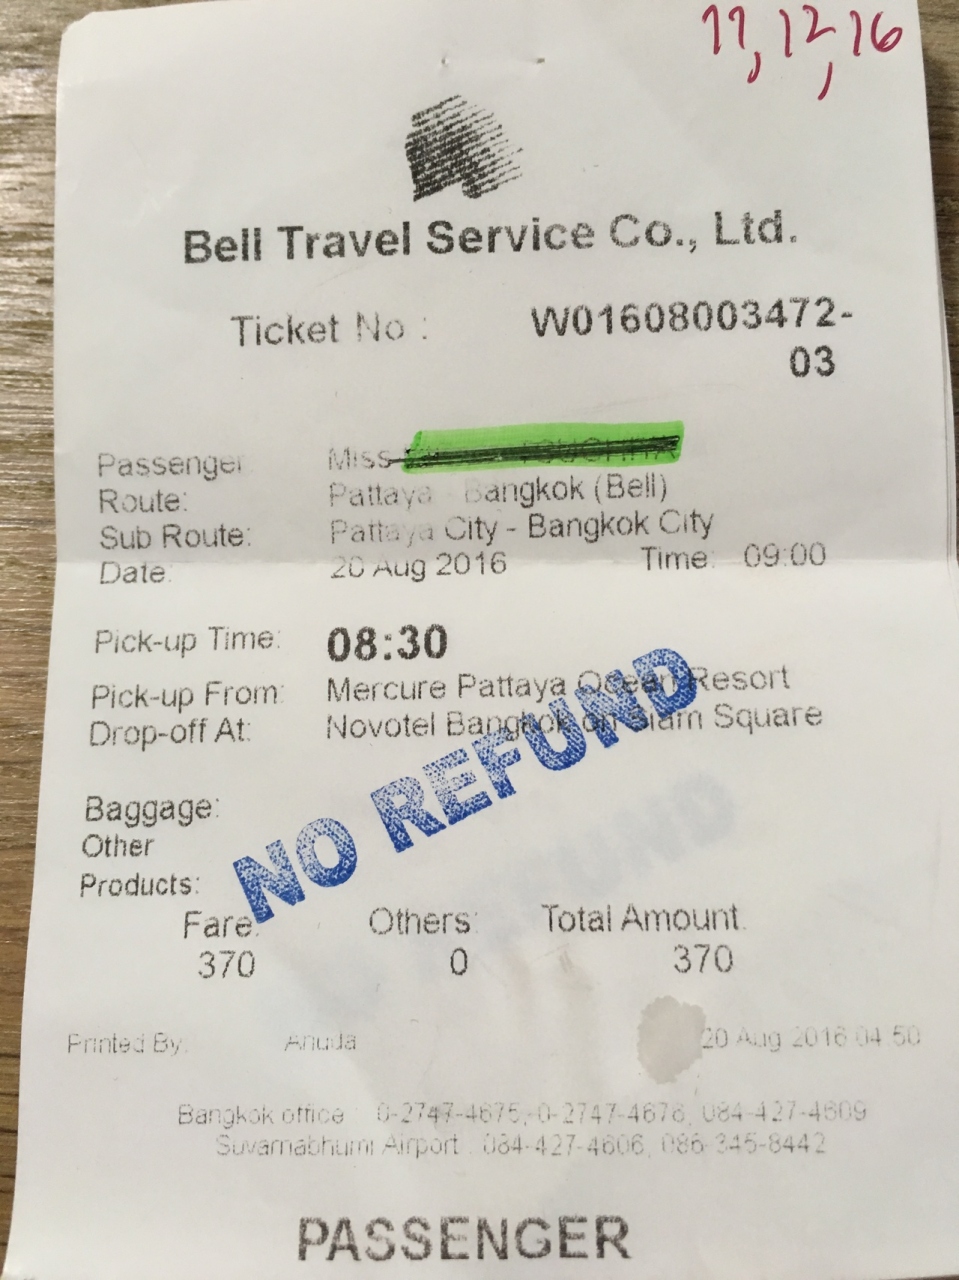 11, 12, 16
Bell Travel Service Co., Ltd.
Ticket No : W01608003472-
03
Passenger Miss
Route: Pattaya - Bangkok (Bell)
Sub Route: Pattaya City - Bangkok City
Date: 20 Aug 2016 Time: 09:00
Pick-up Time: 08:30
Pick-up From: Mercure Pattaya Ocean Resort
Drop-off At: Novotel Bangkok on Siam Square
NO REFUND
Baggage:
Other
Products:
Fare: Others: Total Amount
370 0 370
Printed By: Anuda 20 Aug 2016 04:50
Bangkok office : 0-2747-4675, 0-2747-4676, 084-427-4609
Suvarnabhumi Airport : 084-427-4606, 086-345-8442
PASSENGER